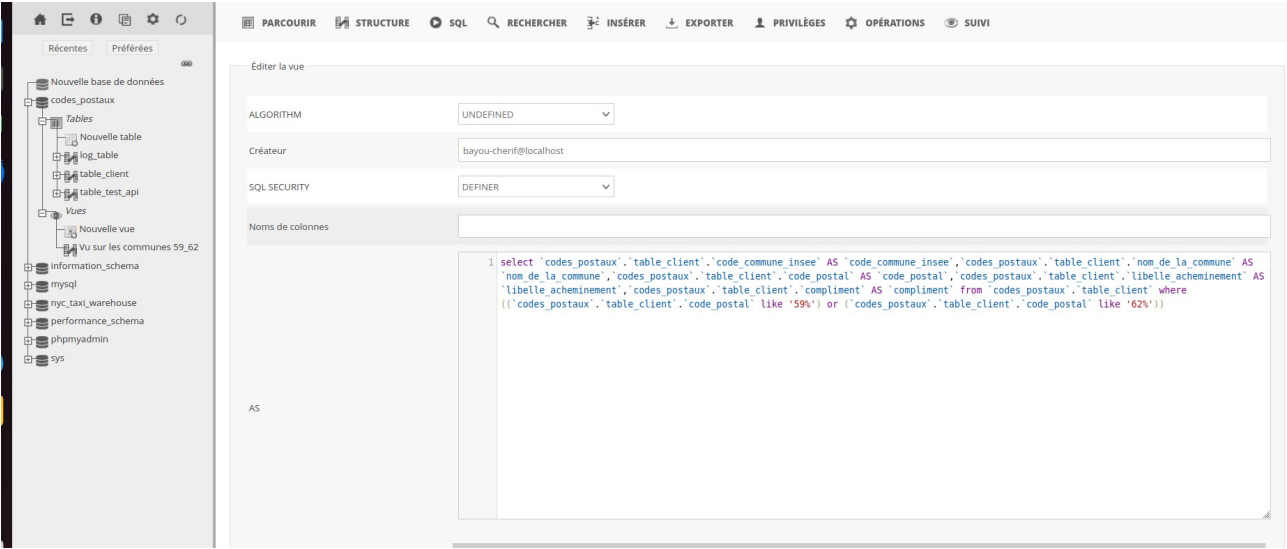 PARCOURIR STRUCTURE SQL RECHERCHER INSÉRER EXPORTER PRIVILÈGES OPÉRATIONS SUIVI
Récentes Préférées
Nouvelle base de données
codes_postaux
Tables
Nouvelle table
log_table
table_client
table_test_api
Vues
Nouvelle vue
Vu sur les communes 59_62
information_schema
mysql
nyc_taxi_warehouse
performance_schema
phpmyadmin
sys
Éditer la vue
ALGORITHM UNDEFINED
Créateur bayou-cherif@localhost
SQL SECURITY DEFINER
Noms de colonnes
AS
1 select `codes_postaux`.`table_client`.`code_commune_insee` AS `code_commune_insee`,`codes_postaux`.`table_client`.`nom_de_la_commune` AS
`nom_de_la_commune`,`codes_postaux`.`table_client`.`code_postal` AS `code_postal`,`codes_postaux`.`table_client`.`libelle_acheminement` AS
`libelle_acheminement`,`codes_postaux`.`table_client`.`compliment` AS `compliment` from `codes_postaux`.`table_client` where
((`codes_postaux`.`table_client`.`code_postal` like '59%') or (`codes_postaux`.`table_client`.`code_postal` like '62%'))